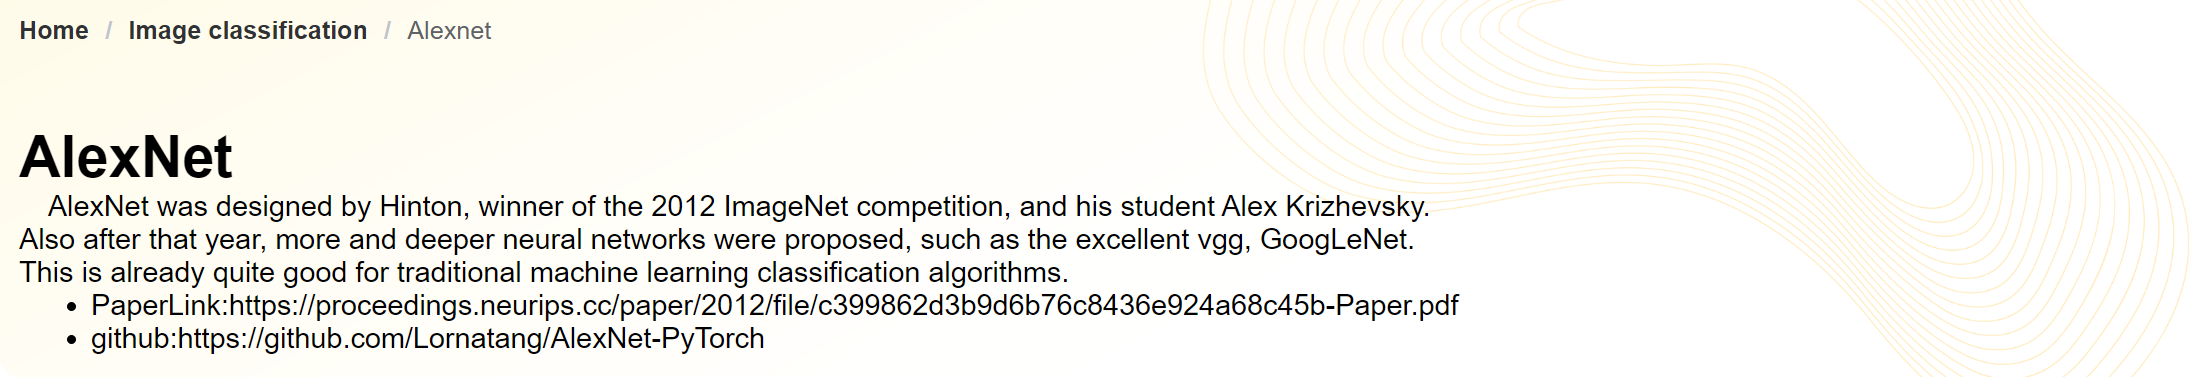 Home / Image classification / Alexnet
AlexNet
AlexNet was designed by Hinton, winner of the 2012 ImageNet competition, and his student Alex Krizhevsky.
Also after that year, more and deeper neural networks were proposed, such as the excellent vgg, GoogLeNet.
This is already quite good for traditional machine learning classification algorithms.
• PaperLink:https://proceedings.neurips.cc/paper/2012/file/c399862d3b9d6b76c8436e924a68c45b-Paper.pdf
• github:https://github.com/Lornatang/AlexNet-PyTorch